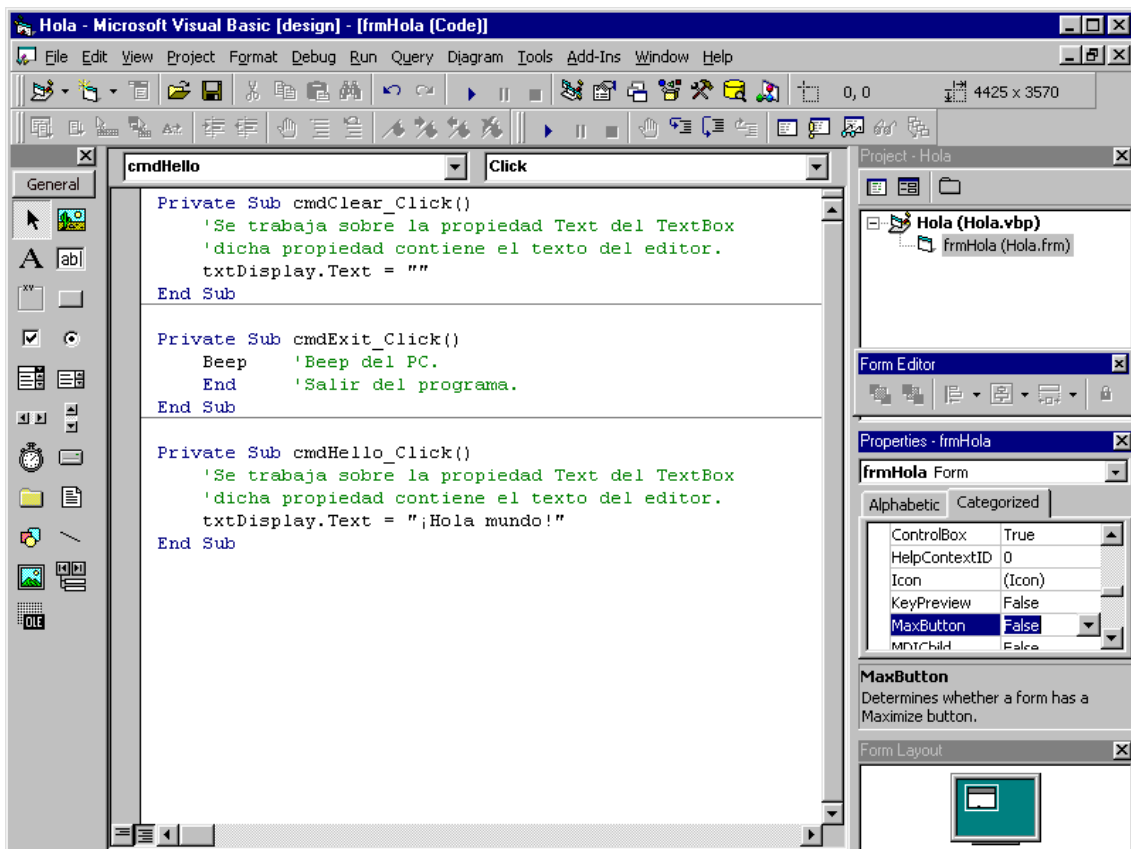 Hola - Microsoft Visual Basic [design] - [frmHola (Code)]
File Edit View Project Format Debug Run Query Diagram Tools Add-Ins Window Help
0, 0 4425 x 3570
General
A ab|
xv
OLE
cmdHello Click
Private Sub cmdClear_Click()
'Se trabaja sobre la propiedad Text del TextBox
'dicha propiedad contiene el texto del editor.
txtDisplay.Text = ""
End Sub
Private Sub cmdExit_Click()
Beep 'Beep del PC.
End 'Salir del programa.
End Sub
Private Sub cmdHello_Click()
'Se trabaja sobre la propiedad Text del TextBox
'dicha propiedad contiene el texto del editor.
txtDisplay.Text = "¡Hola mundo!"
End Sub
Project - Hola
Hola (Hola.vbp)
frmHola (Hola.frm)
Form Editor
Properties - frmHola
frmHola Form
Alphabetic Categorized
ControlBox True
HelpContextID 0
Icon (Icon)
KeyPreview False
MaxButton False
MDIChild False
MaxButton
Determines whether a form has a
Maximize button.
Form Layout